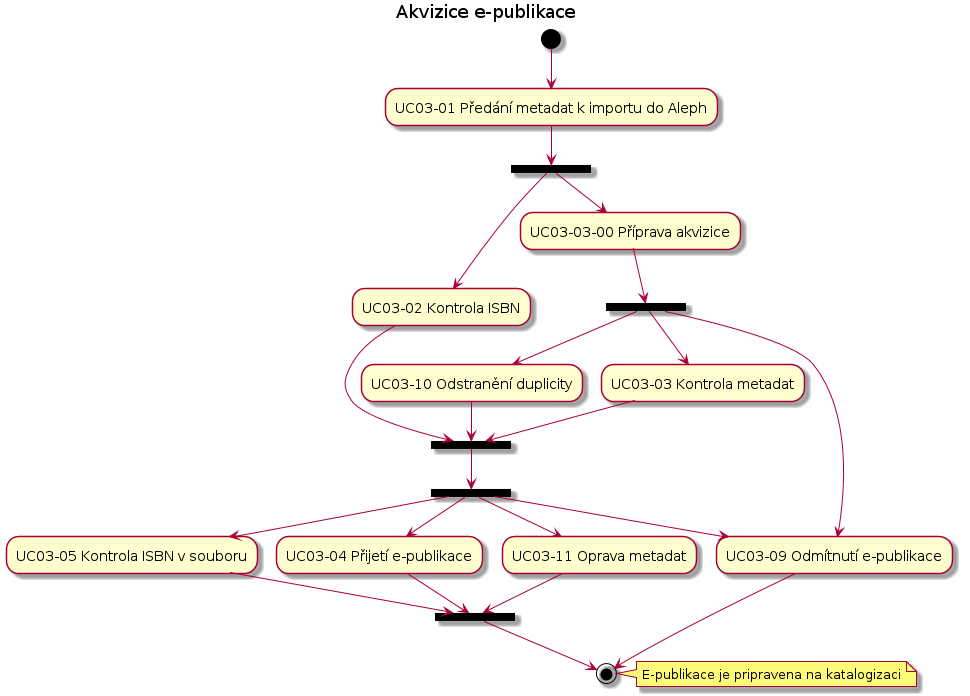 Akvizice e-publikace
UC03-01 Předání metadat k importu do Aleph
UC03-03-00 Příprava akvizice
UC03-02 Kontrola ISBN
UC03-10 Odstranění duplicity
UC03-03 Kontrola metadat
UC03-05 Kontrola ISBN v souboru
UC03-04 Přijetí e-publikace
UC03-11 Oprava metadat
UC03-09 Odmítnutí e-publikace
E-publikace je pripravena na katalogizaci